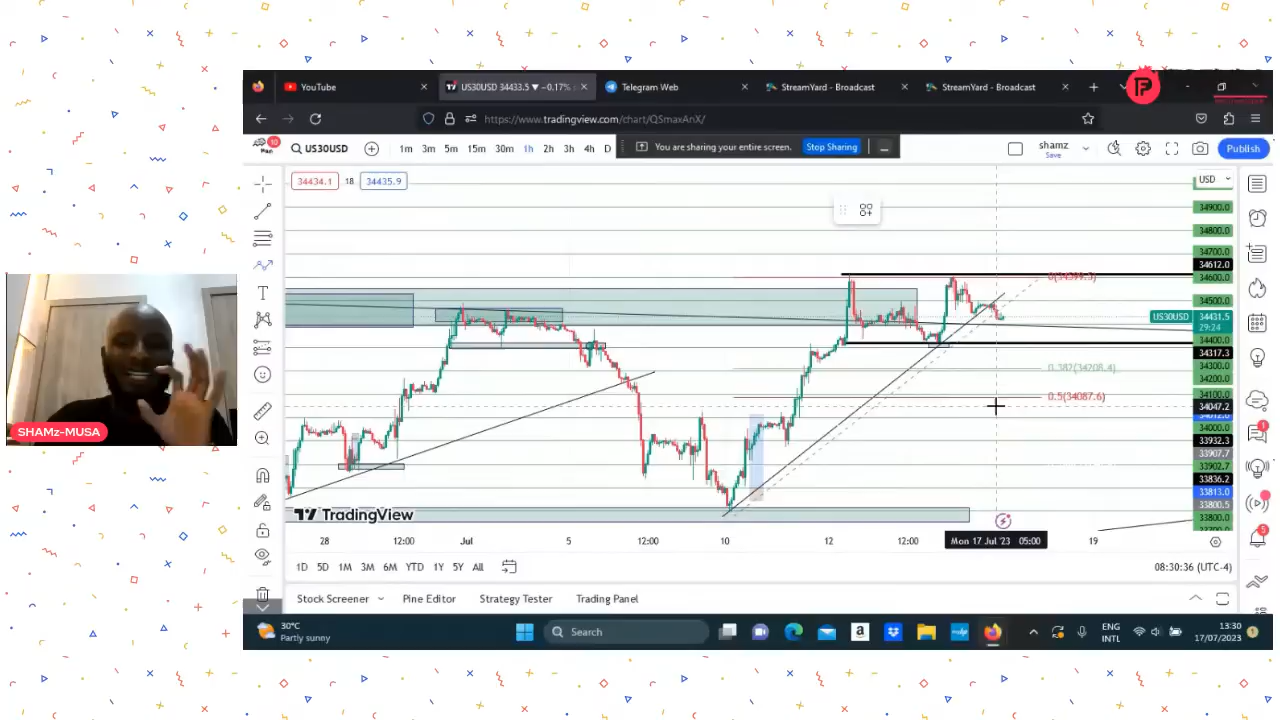 YouTube
US30USD 34433.5 ▼ −0.17%
Telegram Web
StreamYard - Broadcast
StreamYard - Broadcast
https://www.tradingview.com/chart/QSmaxAnX/
10
US30USD
1m 3m 5m 15m 30m 1h 2h 3h 4h D
You are sharing your entire screen.
Stop Sharing
shamz
Save
Publish
34434.1 18 34435.9
USD
34900.0
34800.0
34700.0
34612.0
34600.0
0(34599.5)
34500.0
US30USD 34431.5
29:24
34400.0
34317.3
34300.0
0.382(34208.4)
34200.0
34100.0
0.5(34087.6)
34047.2
34000.0
33932.3
33907.7
33902.7
33836.2
33813.0
33800.5
33800.0
SHAMz-MUSA
TradingView
28 12:00 Jul 5 12:00 10 12 12:00 Mon 17 Jul '23 05:00 19
1D 5D 1M 3M 6M YTD 1Y 5Y All
08:30:36 (UTC-4)
Stock Screener
Pine Editor
Strategy Tester
Trading Panel
30°C
Partly sunny
Search
ENG
INTL
13:30
17/07/2023